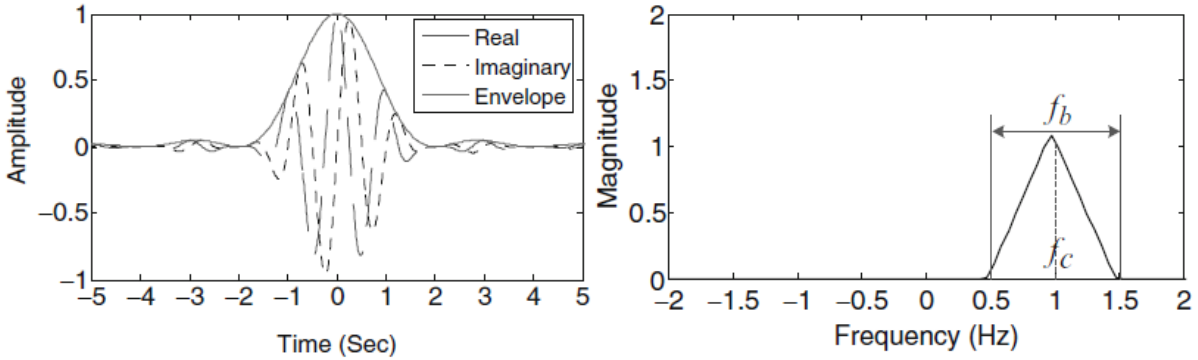 Amplitude
1
0.5
0
−0.5
−1
Real
Imaginary
Envelope
−5 −4 −3 −2 −1 0 1 2 3 4 5
Time (Sec)
Magnitude
2
1.5
1
0.5
0
f_b
f_c
−2 −1.5 −1 −0.5 0 0.5 1 1.5 2
Frequency (Hz)